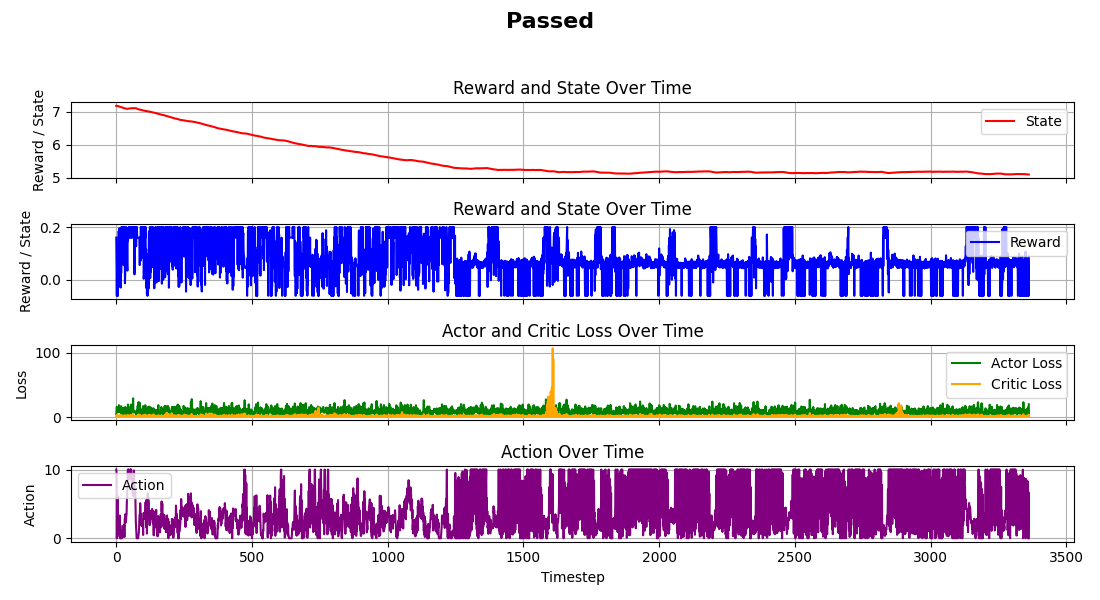 Passed
Reward and State Over Time
Reward / State
7
6
5
State
Reward and State Over Time
Reward / State
0.2
0.0
Reward
Actor and Critic Loss Over Time
Loss
100
0
Actor Loss
Critic Loss
Action Over Time
Action
10
0
Action
0 500 1000 1500 2000 2500 3000 3500
Timestep